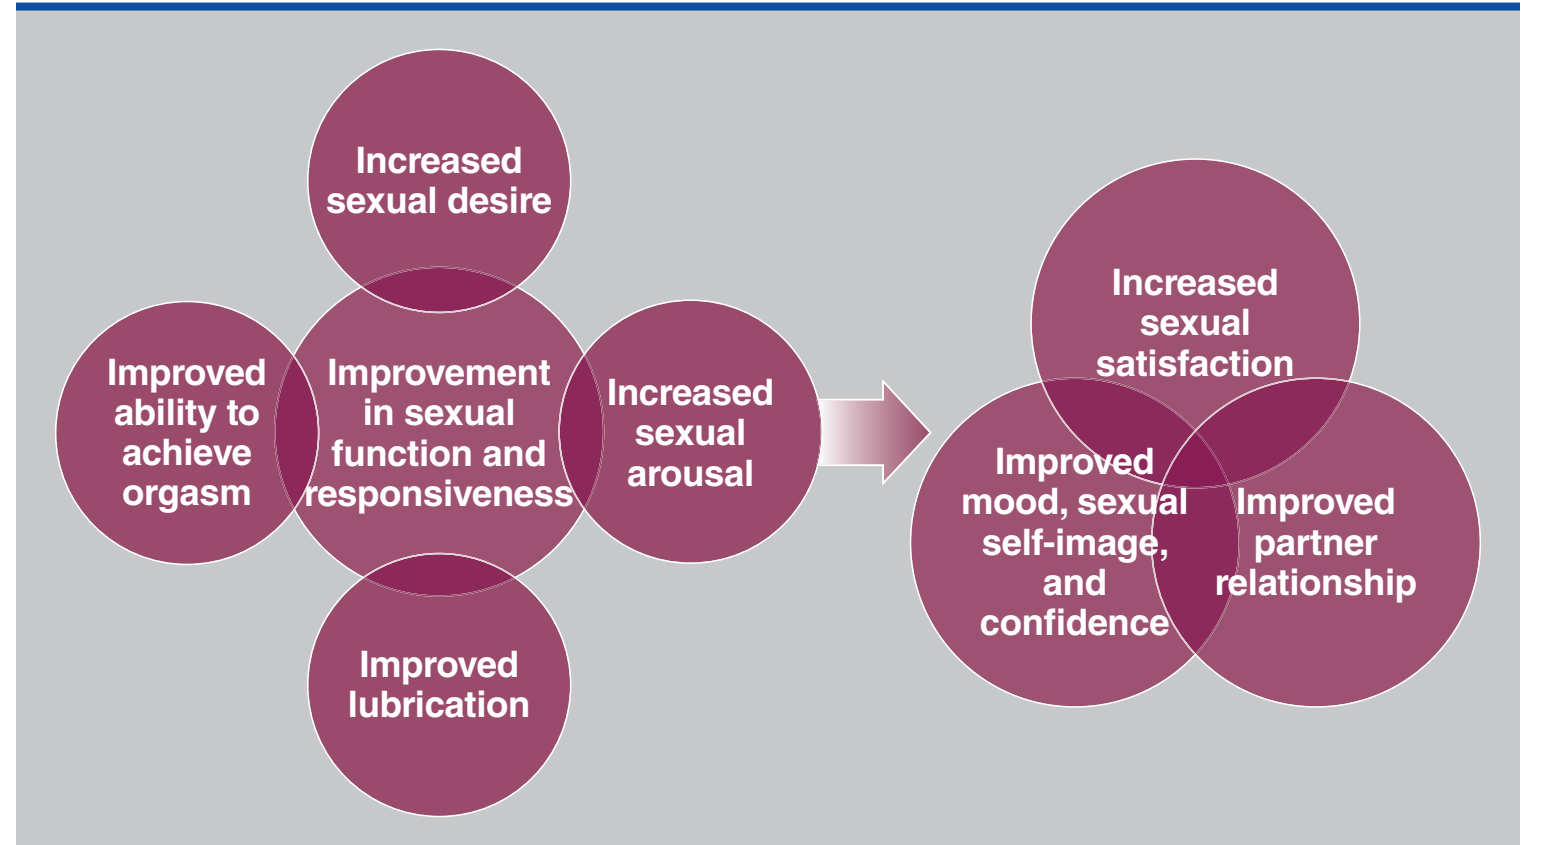 Increased
sexual desire
Improved
ability to
achieve
orgasm
Improvement
in sexual
function and
responsiveness
Increased
sexual
arousal
Improved
lubrication
Increased
sexual
satisfaction
Improved
mood, sexual
self-image,
and
confidence
Improved
partner
relationship